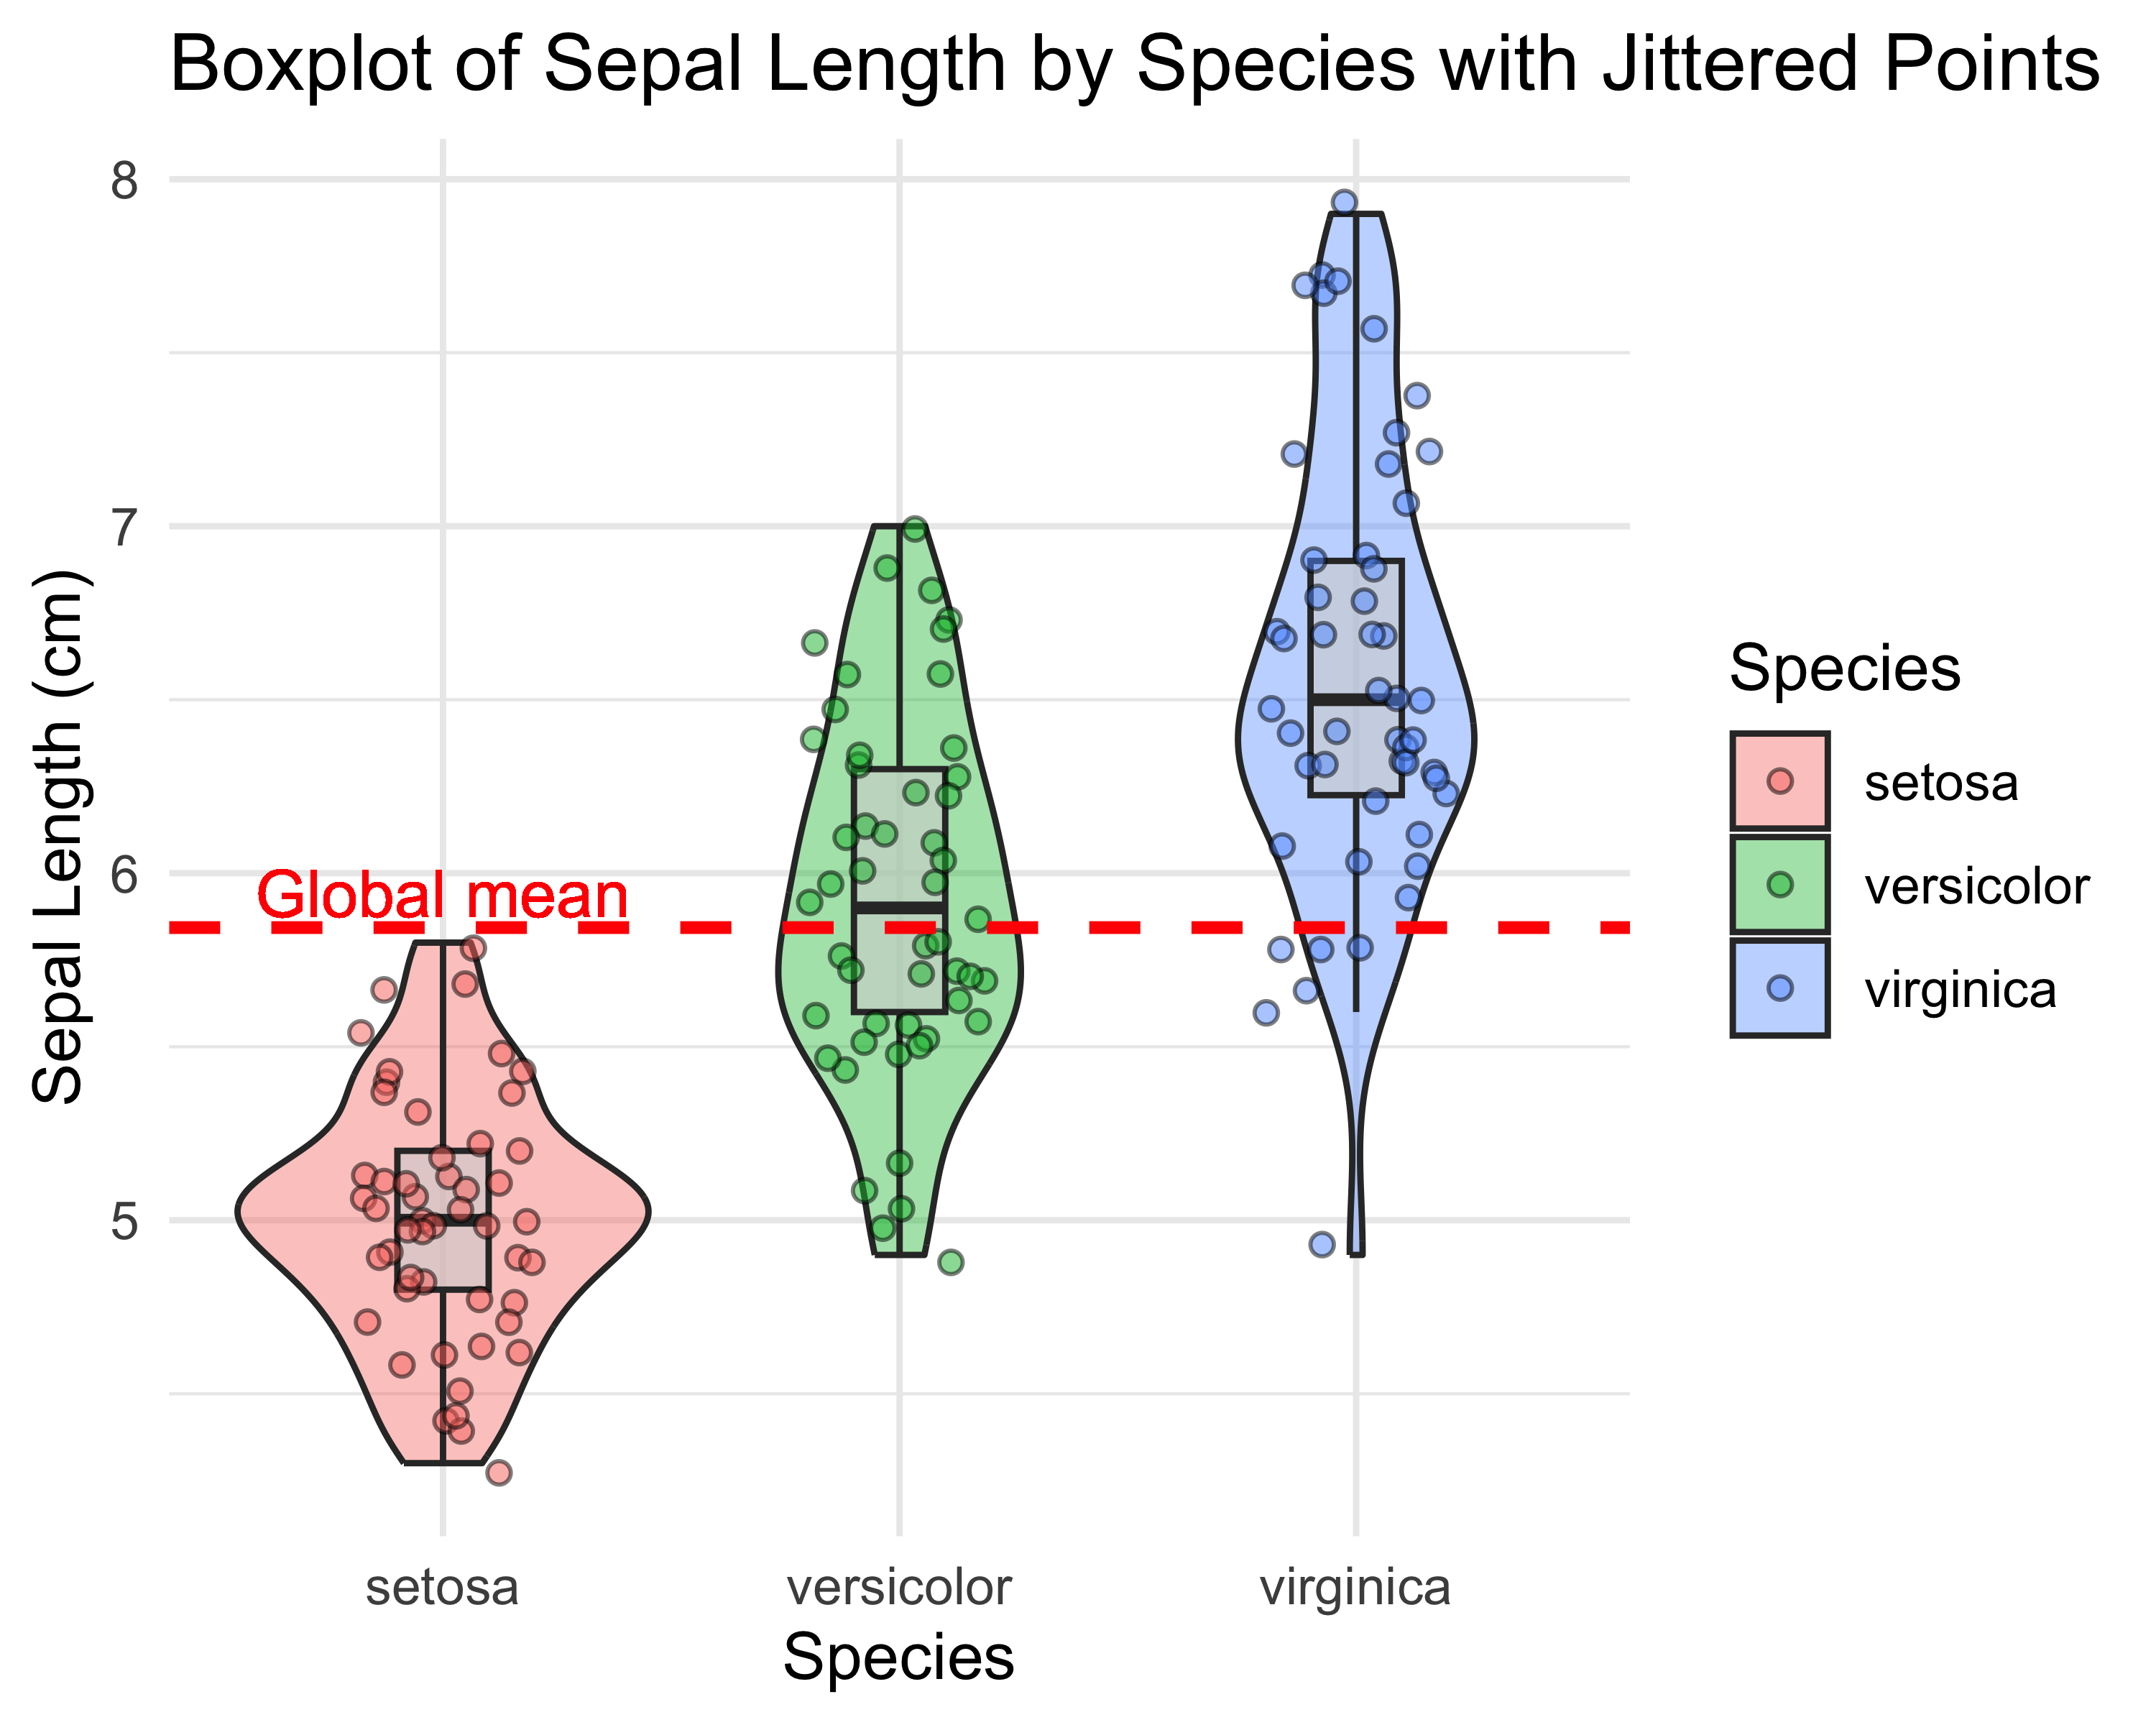 Boxplot of Sepal Length by Species with Jittered Points
Sepal Length (cm)
8
7
6
5
Global mean
setosa
versicolor
virginica
Species
Species
setosa
versicolor
virginica